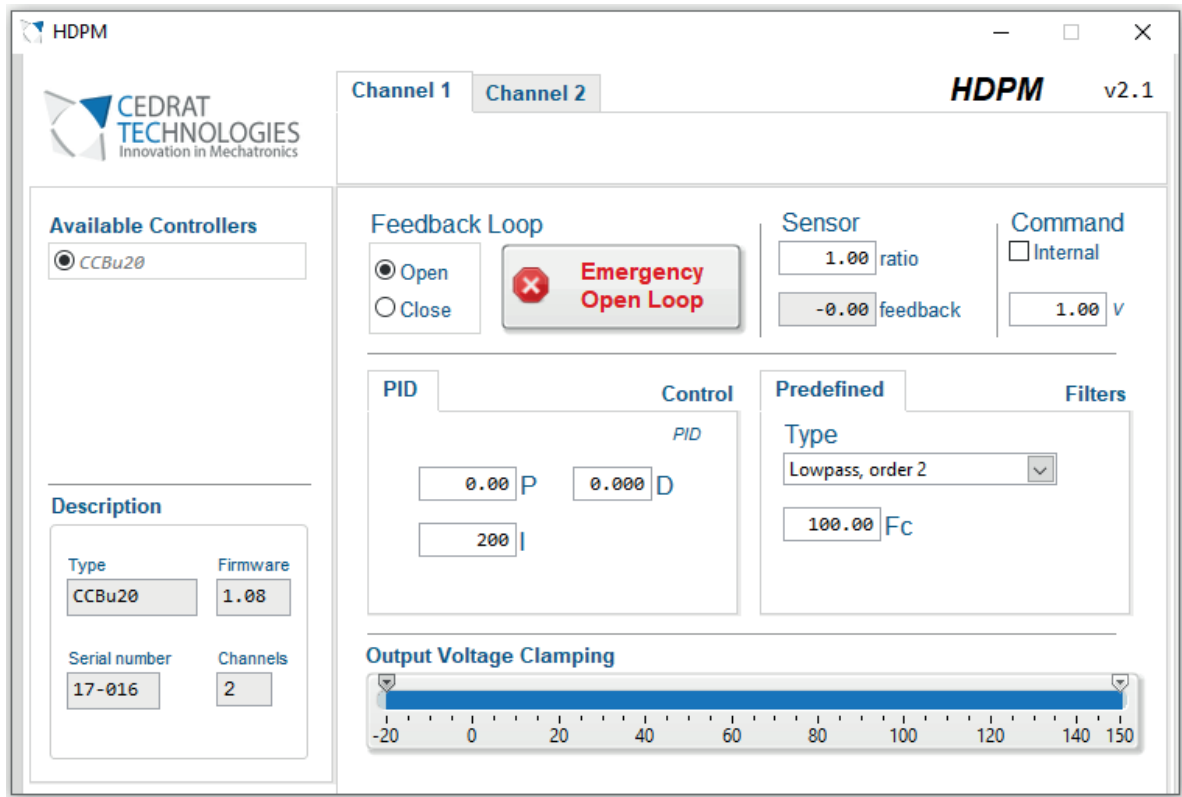 HDPM
CEDRAT
TECHNOLOGIES
Innovation in Mechatronics
Channel 1
Channel 2
HDPM v2.1
Available Controllers
CCBu20
Description
Type
Firmware
CCBu20
1.08
Serial number
Channels
17-016
2
Feedback Loop
Open
Close
Emergency
Open Loop
Sensor
1.00 ratio
-0.00 feedback
Command
Internal
1.00 V
PID
Control
PID
0.00 P
0.000 D
200 I
Predefined
Filters
Type
Lowpass, order 2
100.00 Fc
Output Voltage Clamping
-20 0 20 40 60 80 100 120 140 150